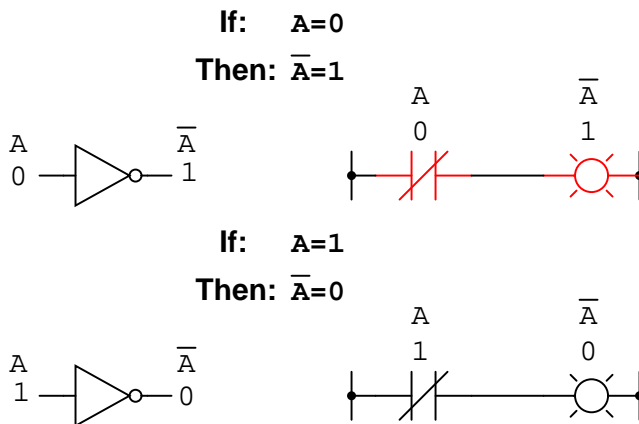 If: A=0
Then: A̅=1
A A̅
0 1
A A̅
0 1
If: A=1
Then: A̅=0
A A̅
1 0
A A̅
1 0